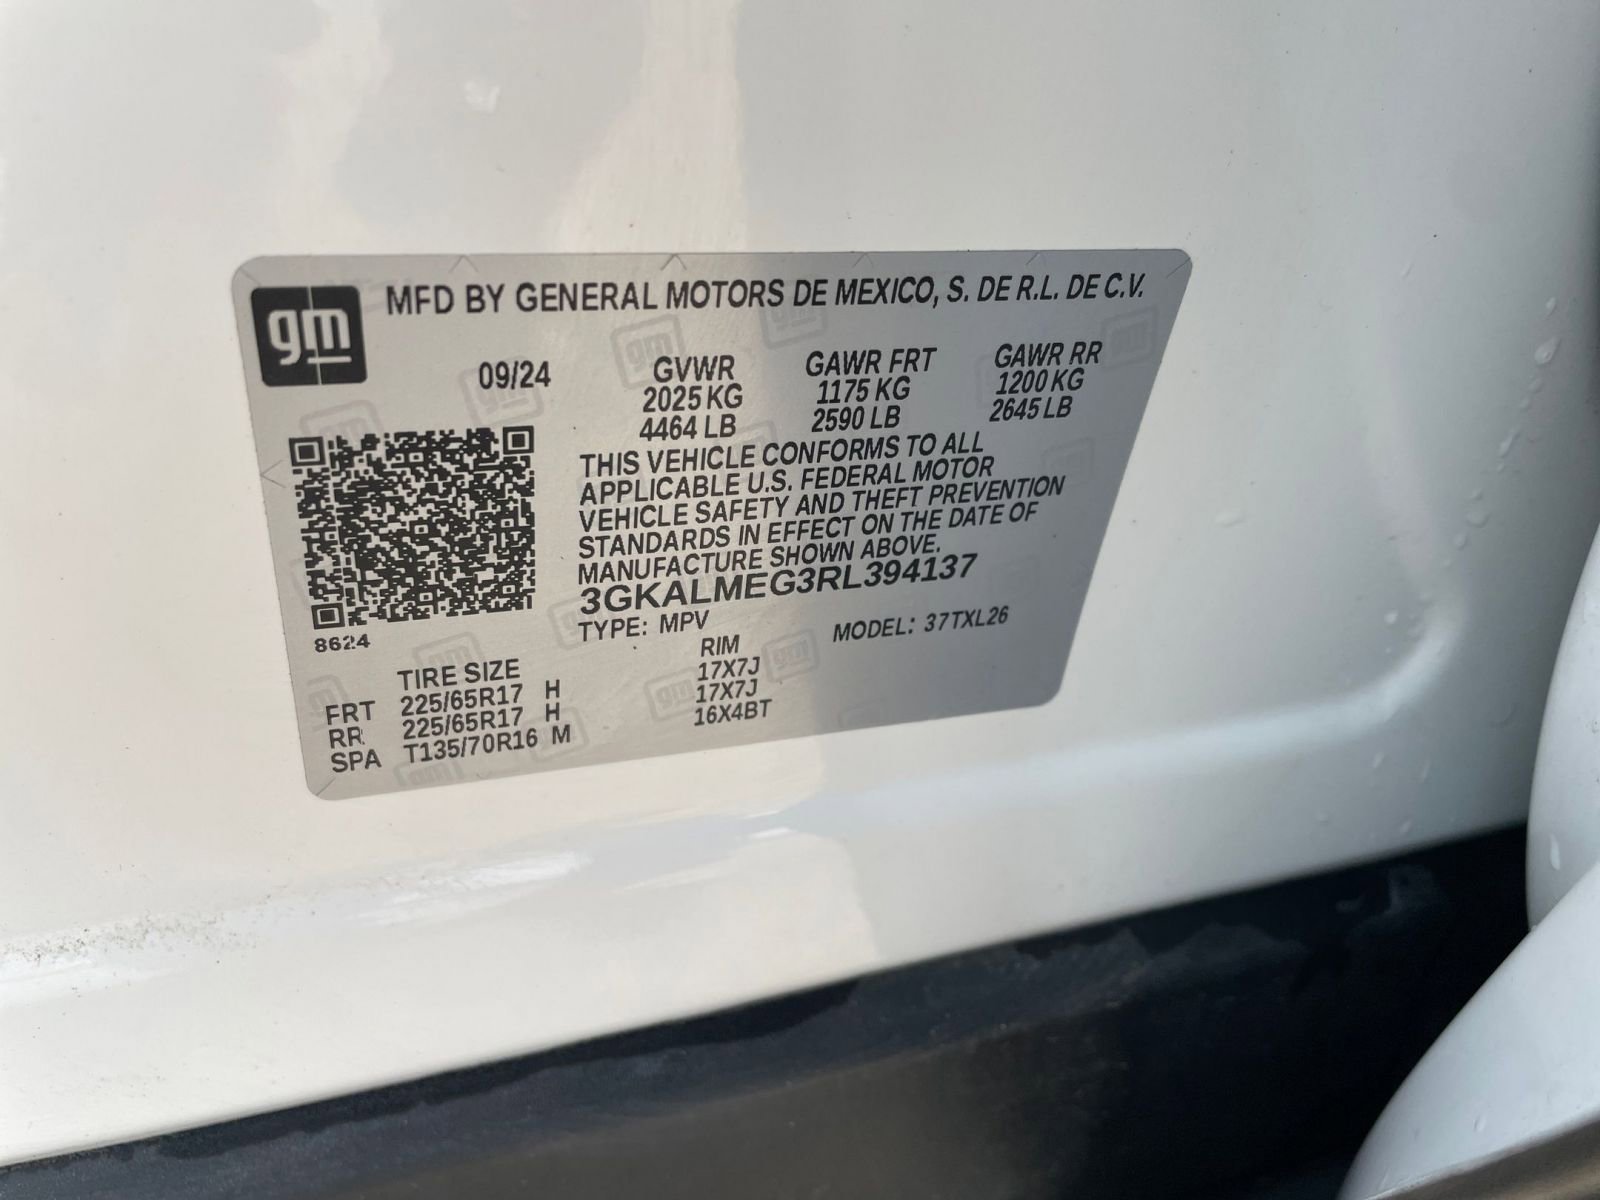 gm
MFD BY GENERAL MOTORS DE MEXICO, S. DE R.L. DE C.V.
09/24
GVWR
2025 KG
4464 LB
GAWR FRT
1175 KG
2590 LB
GAWR RR
1200 KG
2645 LB
THIS VEHICLE CONFORMS TO ALL
APPLICABLE U.S. FEDERAL MOTOR
VEHICLE SAFETY AND THEFT PREVENTION
STANDARDS IN EFFECT ON THE DATE OF
MANUFACTURE SHOWN ABOVE.
3GKALMEG3RL394137
TYPE: MPV
MODEL: 37TXL26
8624
TIRE SIZE
RIM
FRT 225/65R17 H 17X7J
RR 225/65R17 H 17X7J
SPA T135/70R16 M 16X4BT